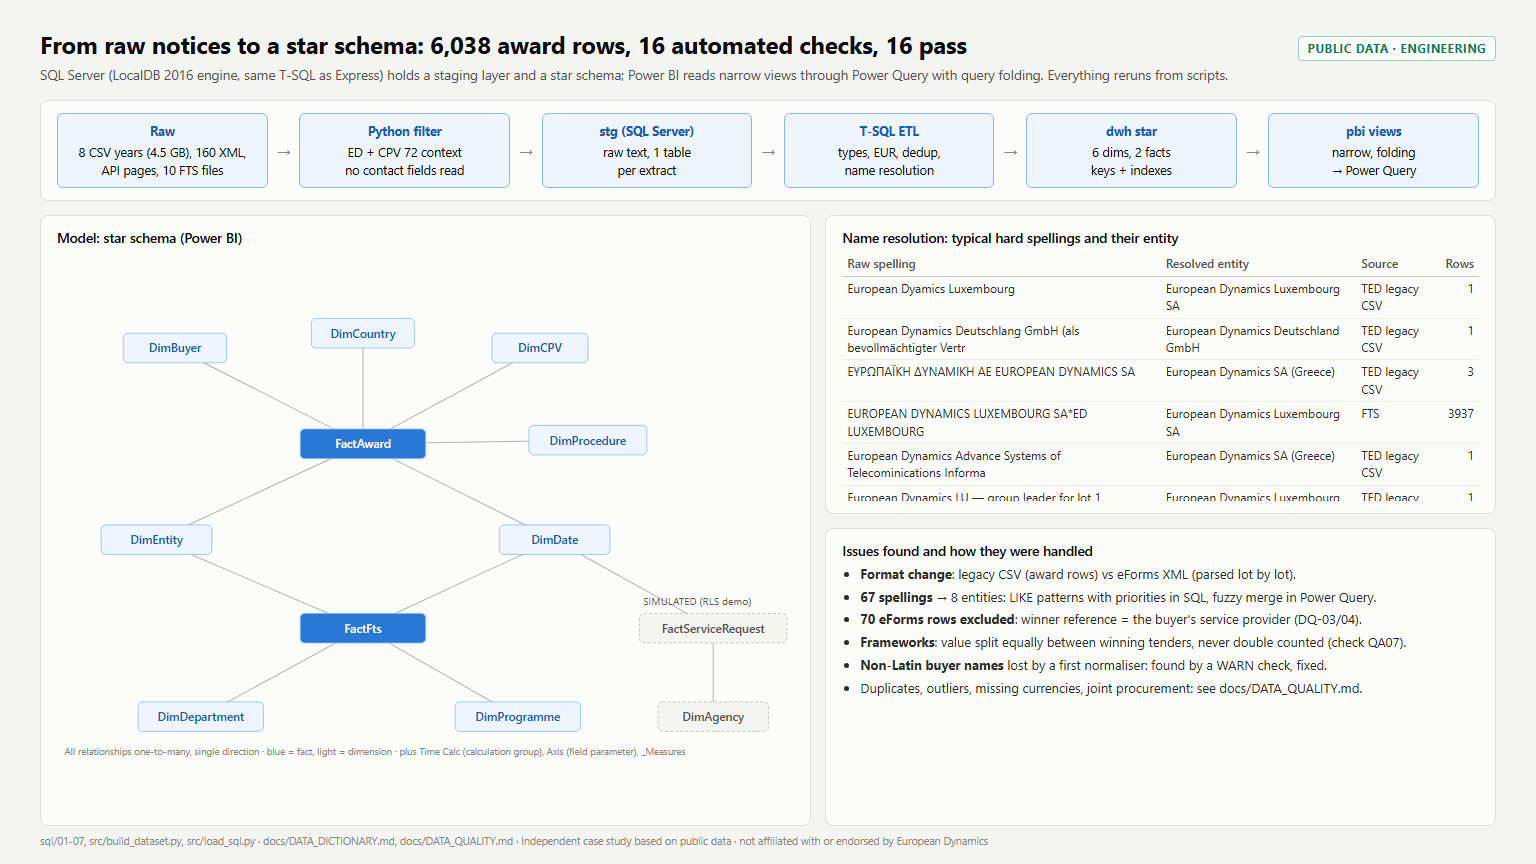 From raw notices to a star schema: 6,038 award rows, 16 automated checks, 16 pass
PUBLIC DATA · ENGINEERING
SQL Server (LocalDB 2016 engine, same T-SQL as Express) holds a staging layer and a star schema; Power BI reads narrow views through Power Query with query folding. Everything reruns from scripts.
Raw
8 CSV years (4.5 GB), 160 XML,
API pages, 10 FTS files
→
Python filter
ED + CPV 72 context
no contact fields read
→
stg (SQL Server)
raw text, 1 table
per extract
→
T-SQL ETL
types, EUR, dedup,
name resolution
→
dwh star
6 dims, 2 facts
keys + indexes
→
pbi views
narrow, folding
→ Power Query
Model: star schema (Power BI)
DimCountry
DimBuyer
DimCPV
FactAward
DimProcedure
DimEntity
DimDate
SIMULATED (RLS demo)
FactFts
FactServiceRequest
DimDepartment
DimProgramme
DimAgency
All relationships one-to-many, single direction · blue = fact, light = dimension · plus Time Calc (calculation group), Axis (field parameter), _Measures
Name resolution: typical hard spellings and their entity
Raw spelling Resolved entity Source Rows
European Dyamics Luxembourg European Dynamics Luxembourg TED legacy 1
SA CSV
European Dynamics Deutschlang GmbH (als European Dynamics Deutschland TED legacy 1
bevollmächtigter Vertr GmbH CSV
ΕΥΡΩΠΑΪΚΗ ΔΥΝΑΜΙΚΗ ΑΕ EUROPEAN DYNAMICS SA European Dynamics SA (Greece) TED legacy 3
CSV
EUROPEAN DYNAMICS LUXEMBOURG SA*ED European Dynamics Luxembourg FTS 3937
LUXEMBOURG SA
European Dynamics Advance Systems of European Dynamics SA (Greece) TED legacy 1
Telecominications Informa CSV
European Dynamics LU — group leader for lot 1 European Dynamics Luxembourg TED legacy 1
Issues found and how they were handled
• Format change: legacy CSV (award rows) vs eForms XML (parsed lot by lot).
• 67 spellings → 8 entities: LIKE patterns with priorities in SQL, fuzzy merge in Power Query.
• 70 eForms rows excluded: winner reference = the buyer's service provider (DQ-03/04).
• Frameworks: value split equally between winning tenders, never double counted (check QA07).
• Non-Latin buyer names lost by a first normaliser: found by a WARN check, fixed.
• Duplicates, outliers, missing currencies, joint procurement: see docs/DATA_QUALITY.md.
sql/01-07, src/build_dataset.py, src/load_sql.py · docs/DATA_DICTIONARY.md, docs/DATA_QUALITY.md · Independent case study based on public data · not affiliated with or endorsed by European Dynamics